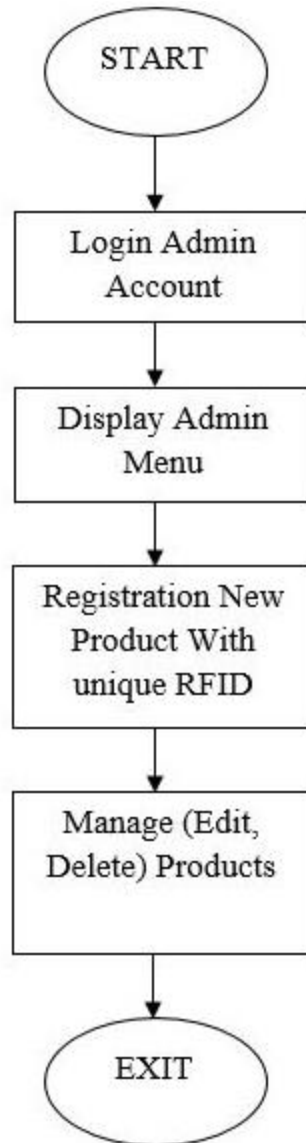 START
Login Admin
Account
Display Admin
Menu
Registration New
Product With
unique RFID
Manage (Edit,
Delete) Products
EXIT